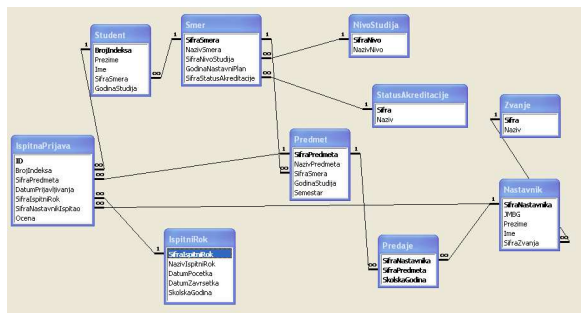 Student
BrojIndeksa
Prezime
Ime
SifraSmera
GodinaStudija
Smer
SifraSmera
NazivSmera
SifraNivoStudija
GodinaNastavniPlan
SifraStatusAkreditacije
NivoStudija
SifraNivo
NazivNivo
StatusAkreditacije
Sifra
Naziv
Zvanje
Sifra
Naziv
IspitnaPrijava
ID
BrojIndeksa
SifraPredmeta
DatumPrijavljivanja
SifraIspitniRok
SifraNastavnikIspitao
Ocena
Predmet
SifraPredmeta
NazivPredmeta
SifraSmera
GodinaStudija
Semestar
Nastavnik
SifraNastavnika
JMBG
Prezime
Ime
SifraZvanja
IspitniRok
SifraIspitniRok
NazivIspitniRok
DatumPocetka
DatumZavrsetka
SkolskaGodina
Predaje
SifraNastavnika
SifraPredmeta
SkolskaGodina
1
∞
1
1
∞
∞
1
1
1
∞
∞
∞
∞
1
1
∞
1
∞
1
∞
∞
1